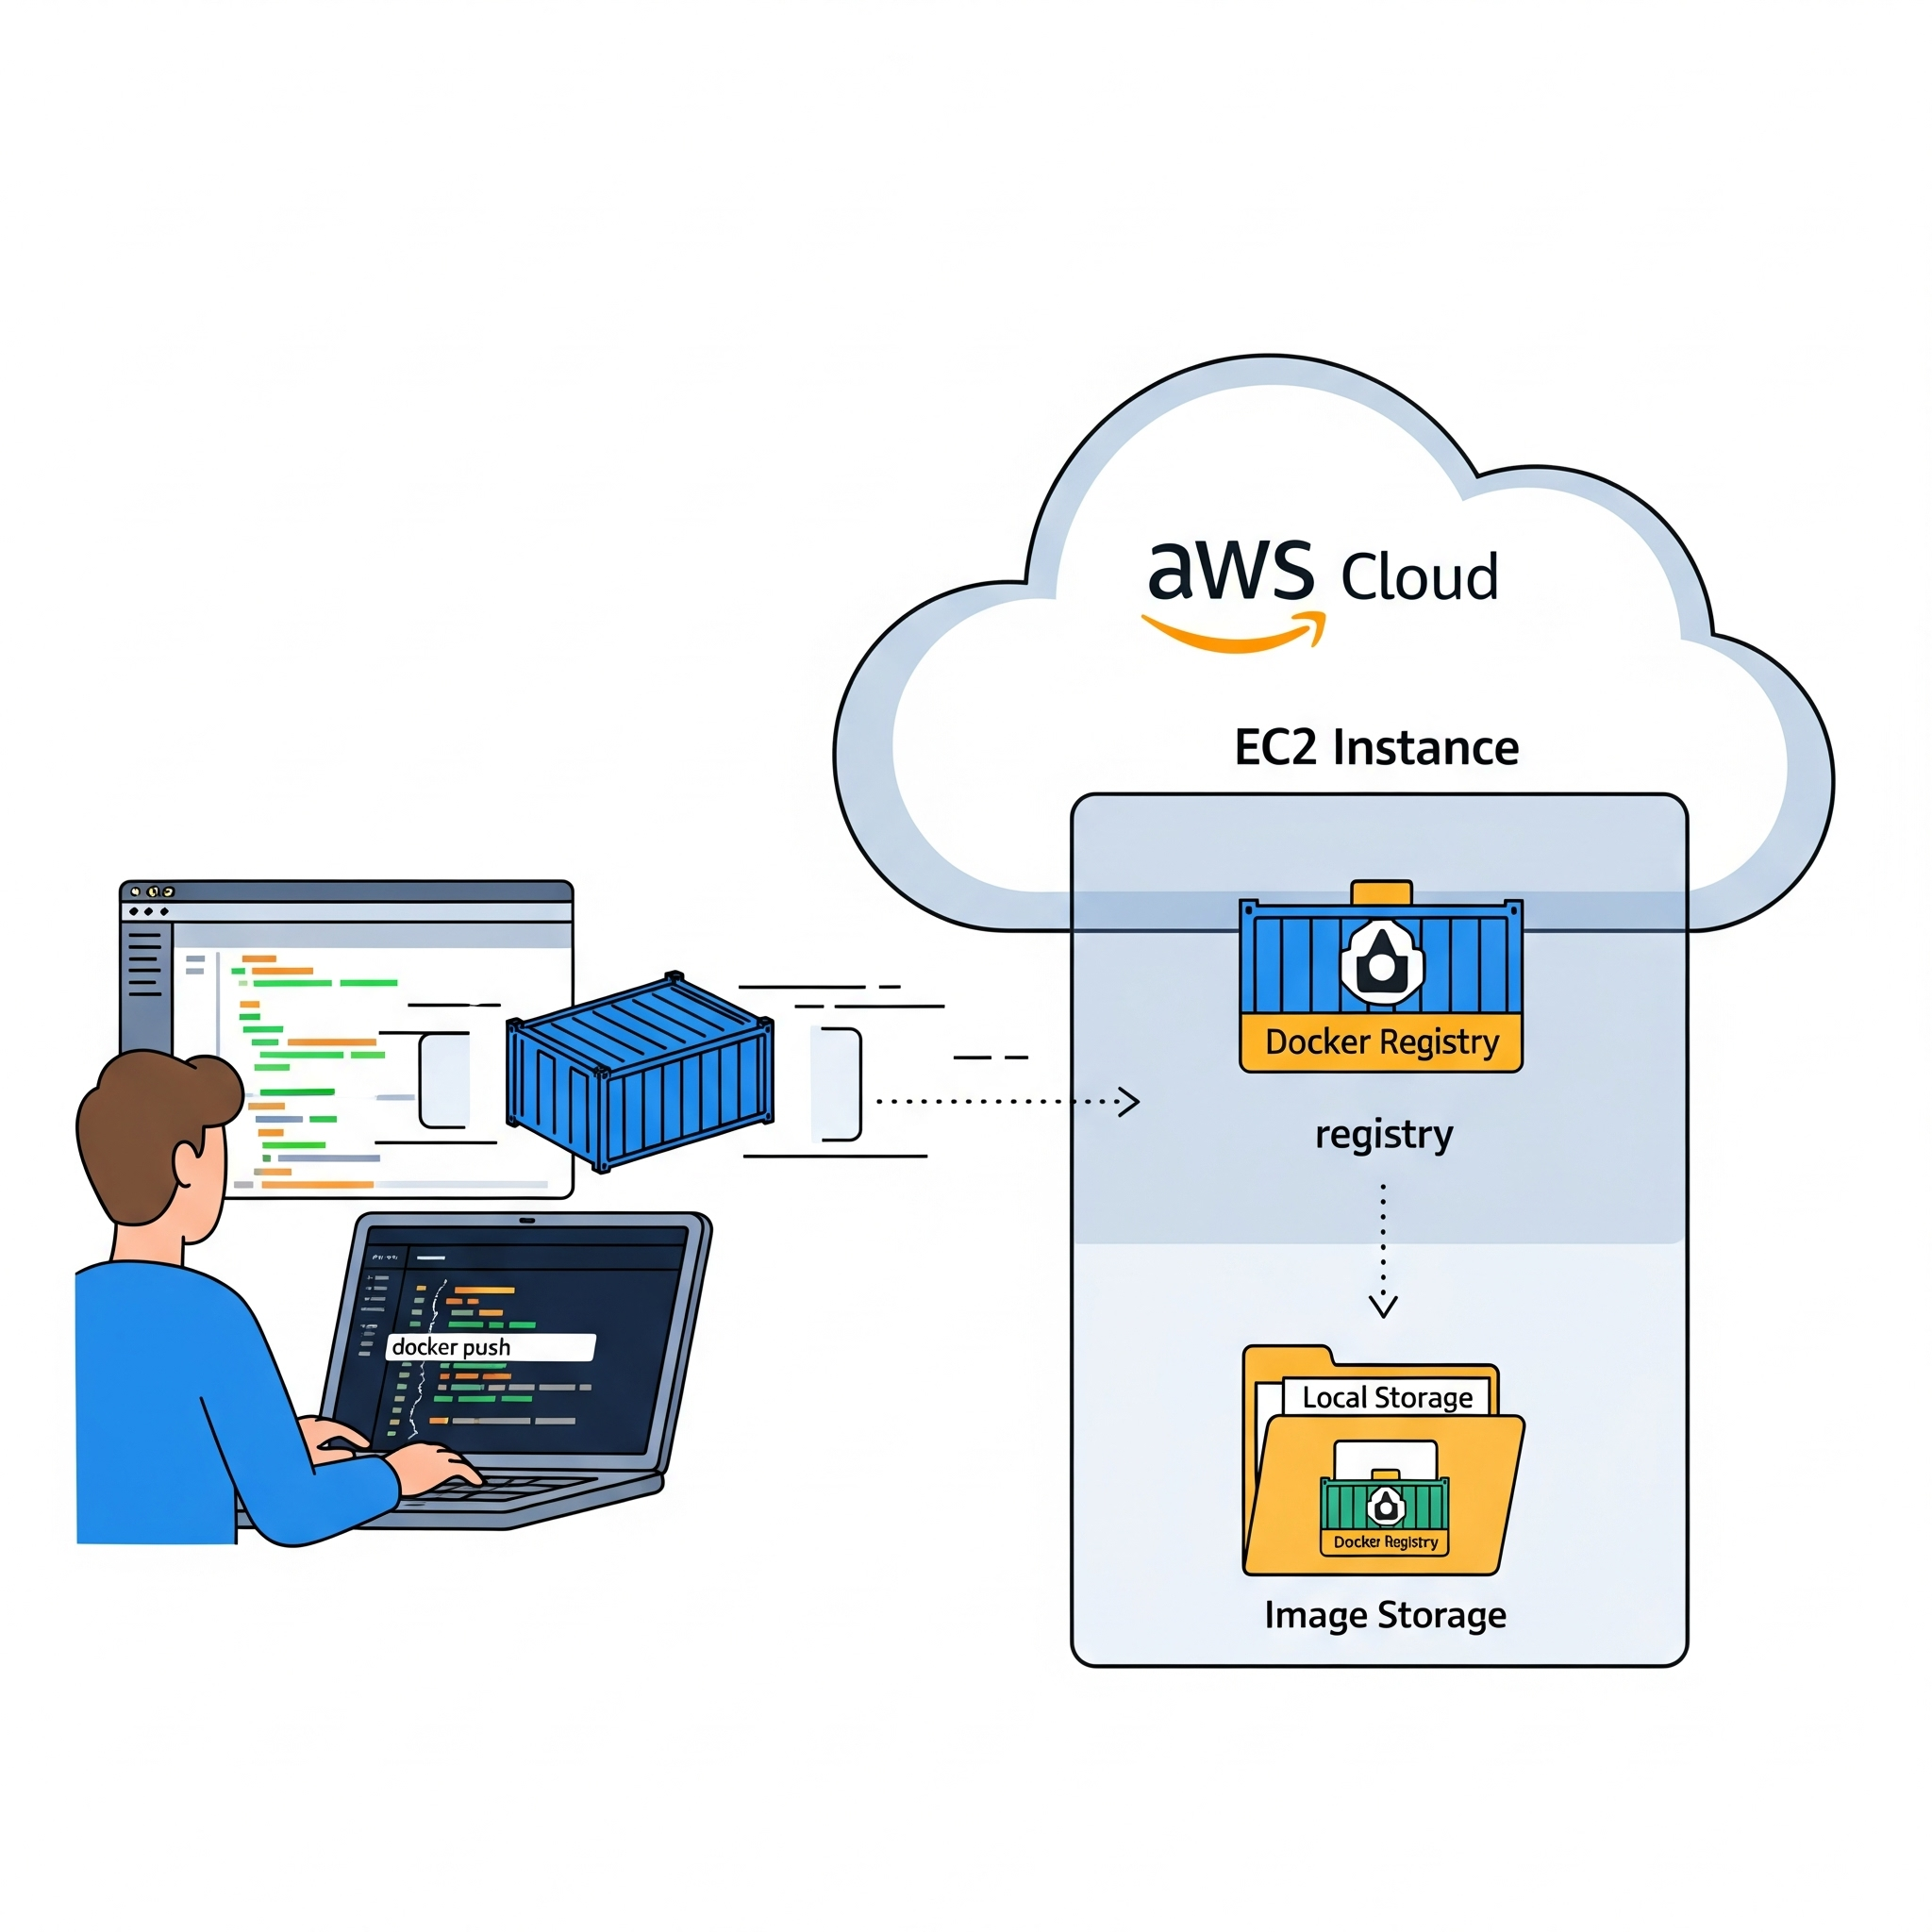 aws Cloud
EC2 Instance
Docker Registry
registry
docker push
Local Storage
Docker Registry
Image Storage